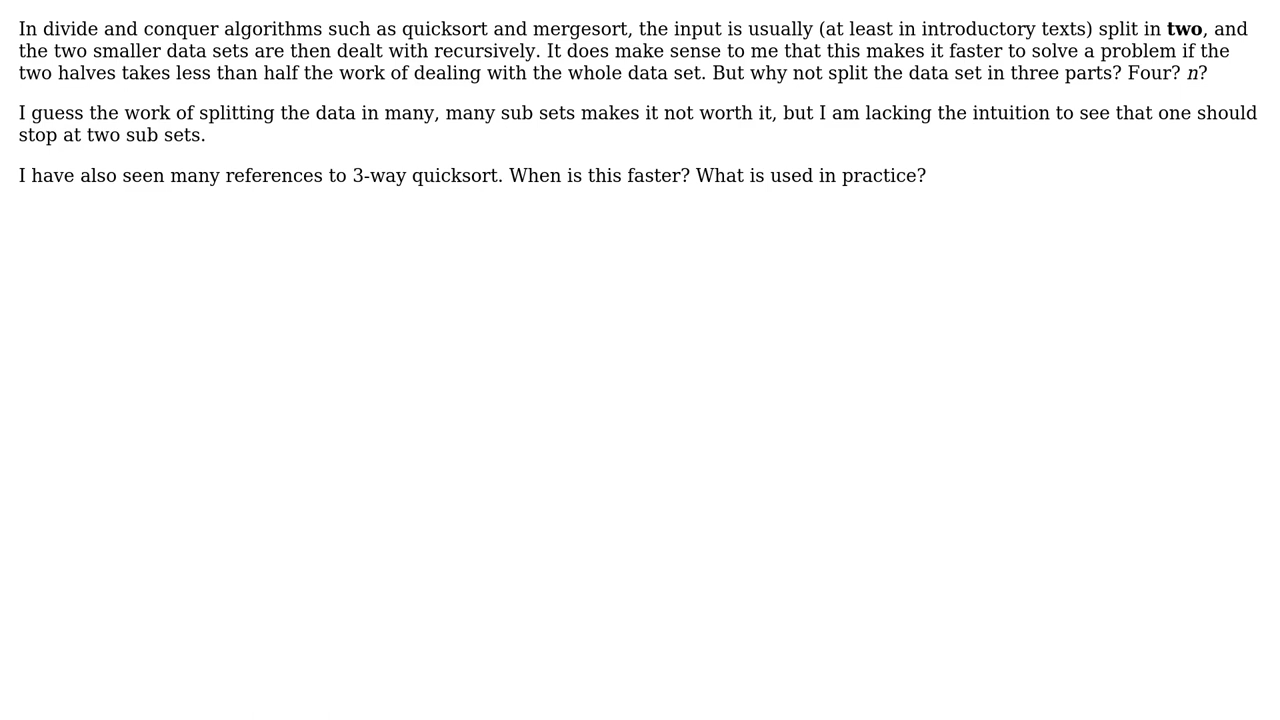 In divide and conquer algorithms such as quicksort and mergesort, the input is usually (at least in introductory texts) split in two, and
the two smaller data sets are then dealt with recursively. It does make sense to me that this makes it faster to solve a problem if the
two halves takes less than half the work of dealing with the whole data set. But why not split the data set in three parts? Four? n?
I guess the work of splitting the data in many, many sub sets makes it not worth it, but I am lacking the intuition to see that one should
stop at two sub sets.
I have also seen many references to 3-way quicksort. When is this faster? What is used in practice?